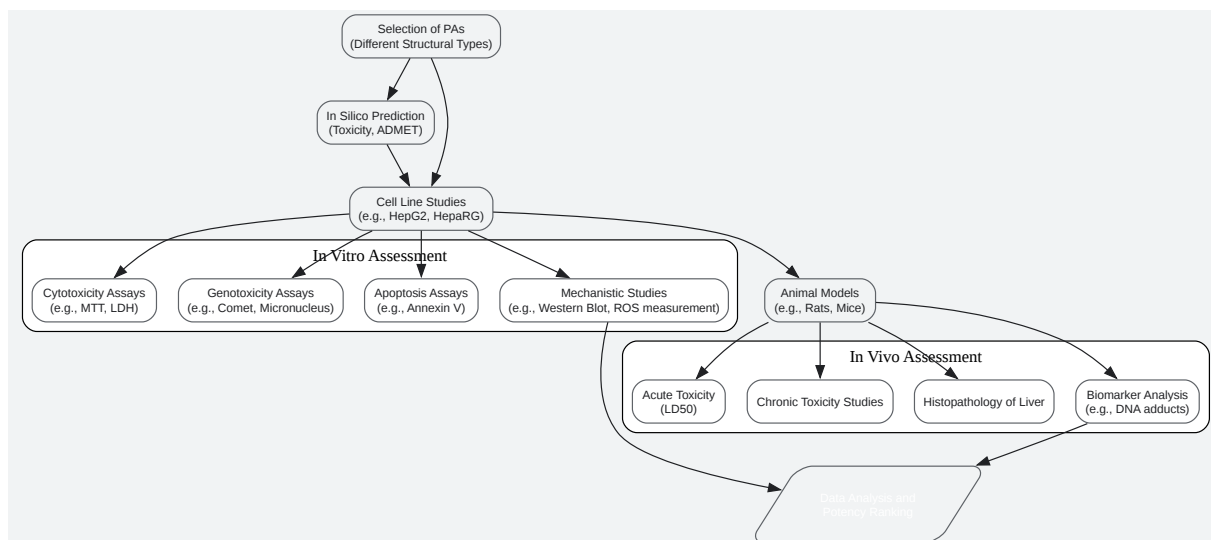 Selection of PAs
(Different Structural Types)
In Silico Prediction
(Toxicity, ADMET)
Cell Line Studies
(e.g., HepG2, HepaRG)
In Vitro Assessment
Cytotoxicity Assays
(e.g., MTT, LDH)
Genotoxicity Assays
(e.g., Comet, Micronucleus)
Apoptosis Assays
(e.g., Annexin V)
Mechanistic Studies
(e.g., Western Blot, ROS measurement)
Animal Models
(e.g., Rats, Mice)
In Vivo Assessment
Acute Toxicity
(LD50)
Chronic Toxicity Studies
Histopathology of Liver
Biomarker Analysis
(e.g., DNA adducts)
Data Analysis and
Potency Ranking